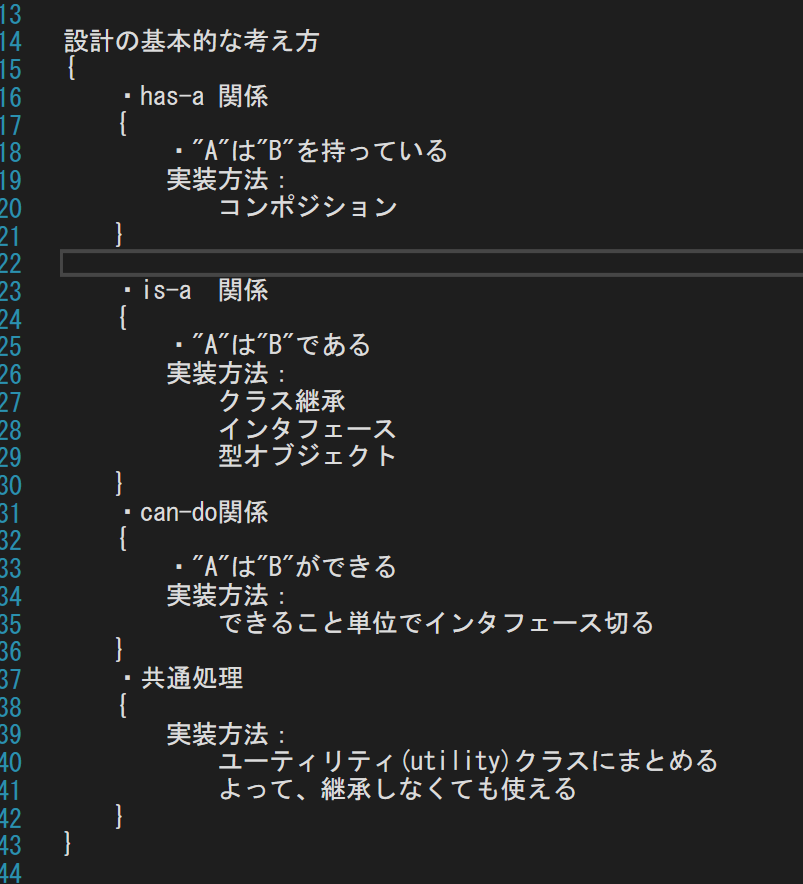 13
14 設計の基本的な考え方
15 {
16 ・has-a 関係
17 {
18 ・"A"は"B"を持っている
19 実装方法：
20 コンポジション
21 }
22
23 ・is-a　関係
24 {
25 ・"A"は"B"である
26 実装方法：
27 クラス継承
28 インタフェース
29 型オブジェクト
30 }
31 ・can-do関係
32 {
33 ・"A"は"B"ができる
34 実装方法：
35 できること単位でインタフェース切る
36 }
37 ・共通処理
38 {
39 実装方法：
40 ユーティリティ(utility)クラスにまとめる
41 よって、継承しなくても使える
42 }
43 }
44